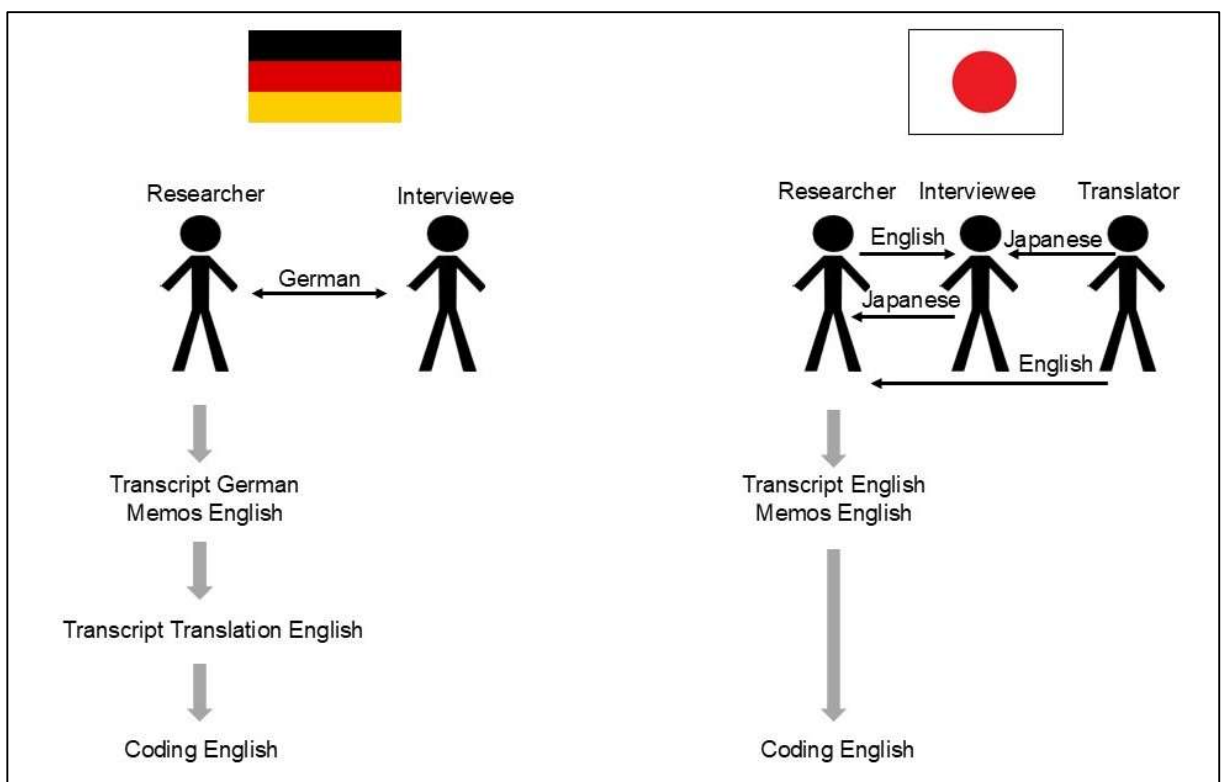 Researcher
Interviewee
German
Transcript German
Memos English
Transcript Translation English
Coding English
Researcher
Interviewee
Translator
English
Japanese
Japanese
English
Transcript English
Memos English
Coding English